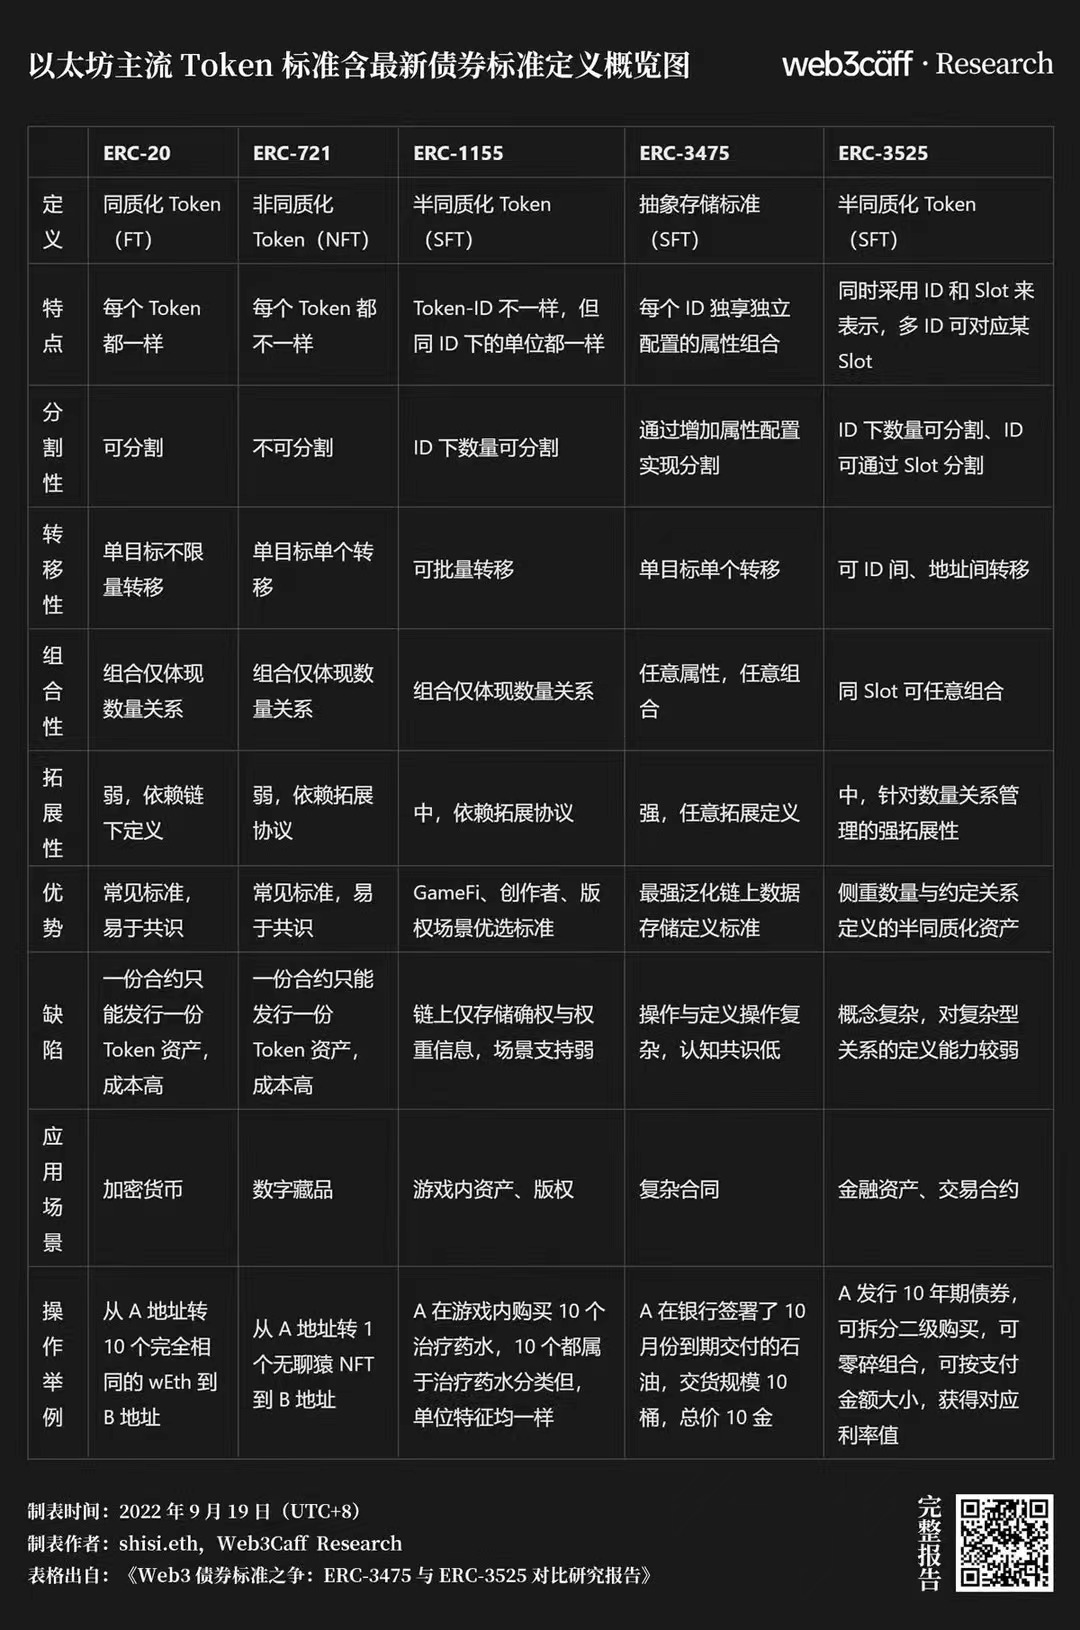 以太坊主流 Token 标准含最新债券标准定义概览图
web3caff · Research
ERC-20
ERC-721
ERC-1155
ERC-3475
ERC-3525
定
义
同质化 Token
（FT）
非同质化
Token（NFT）
半同质化 Token
（SFT）
抽象存储标准
（SFT）
半同质化 Token
（SFT）
特
点
每个 Token
都一样
每个 Token 都
不一样
Token-ID 不一样，但
同 ID 下的单位都一样
每个 ID 独享独立
配置的属性组合
同时采用 ID 和 Slot 来
表示，多 ID 可对应某
Slot
分
割
性
可分割
不可分割
ID 下数量可分割
通过增加属性配置
实现分割
ID 下数量可分割、ID
可通过 Slot 分割
转
移
性
单目标不限
量转移
单目标单个转
移
可批量转移
单目标单个转移
可 ID 间、地址间转移
组
合
性
组合仅体现
数量关系
组合仅体现数
量关系
组合仅体现数量关系
任意属性，任意组
合
同 Slot 可任意组合
拓
展
性
弱，依赖链
下定义
弱，依赖拓展
协议
中，依赖拓展协议
强，任意拓展定义
中，针对数量关系管
理的强拓展性
优
势
常见标准，
易于共识
常见标准，易
于共识
GameFi、创作者、版
权场景优选标准
最强泛化链上数据
存储定义标准
侧重数量与约定关系
定义的半同质化资产
缺
陷
一份合约只
能发行一份
Token 资产，
成本高
一份合约只能
发行一份
Token 资产，
成本高
链上仅存储确权与权
重信息，场景支持弱
操作与定义操作复
杂，认知共识低
概念复杂，对复杂型
关系的定义能力较弱
应
用
场
景
加密货币
数字藏品
游戏内资产、版权
复杂合同
金融资产、交易合约
操
作
举
例
从 A 地址转
10 个完全相
同的 wEth 到
B 地址
从 A 地址转 1
个无聊猿 NFT
到 B 地址
A 在游戏内购买 10 个
治疗药水，10 个都属
于治疗药水分类但，
单位特征均一样
A 在银行签署了 10
月份到期交付的石
油，交货规模 10
桶，总价 10 金
A 发行 10 年期债券，
可拆分二级购买，可
零碎组合，可按支付
金额大小，获得对应
利率值
制表时间：2022 年 9 月 19 日（UTC+8）
制表作者：shisi.eth，Web3Caff Research
表格出自：《Web3 债券标准之争：ERC-3475 与 ERC-3525 对比研究报告》
完整报告